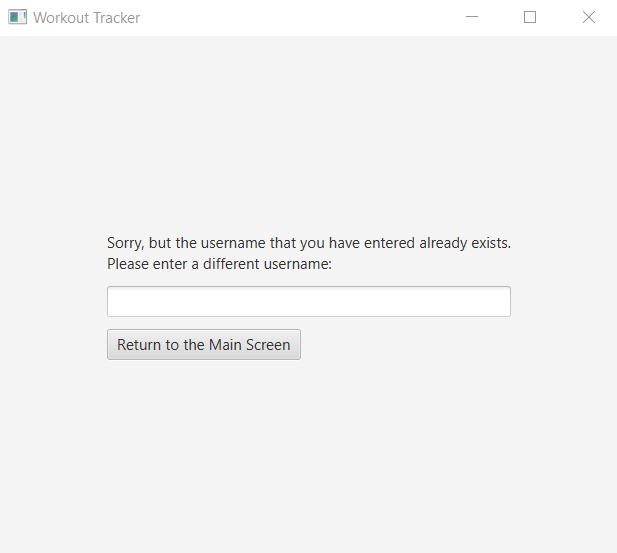 Workout Tracker
Sorry, but the username that you have entered already exists.
Please enter a different username:
Return to the Main Screen